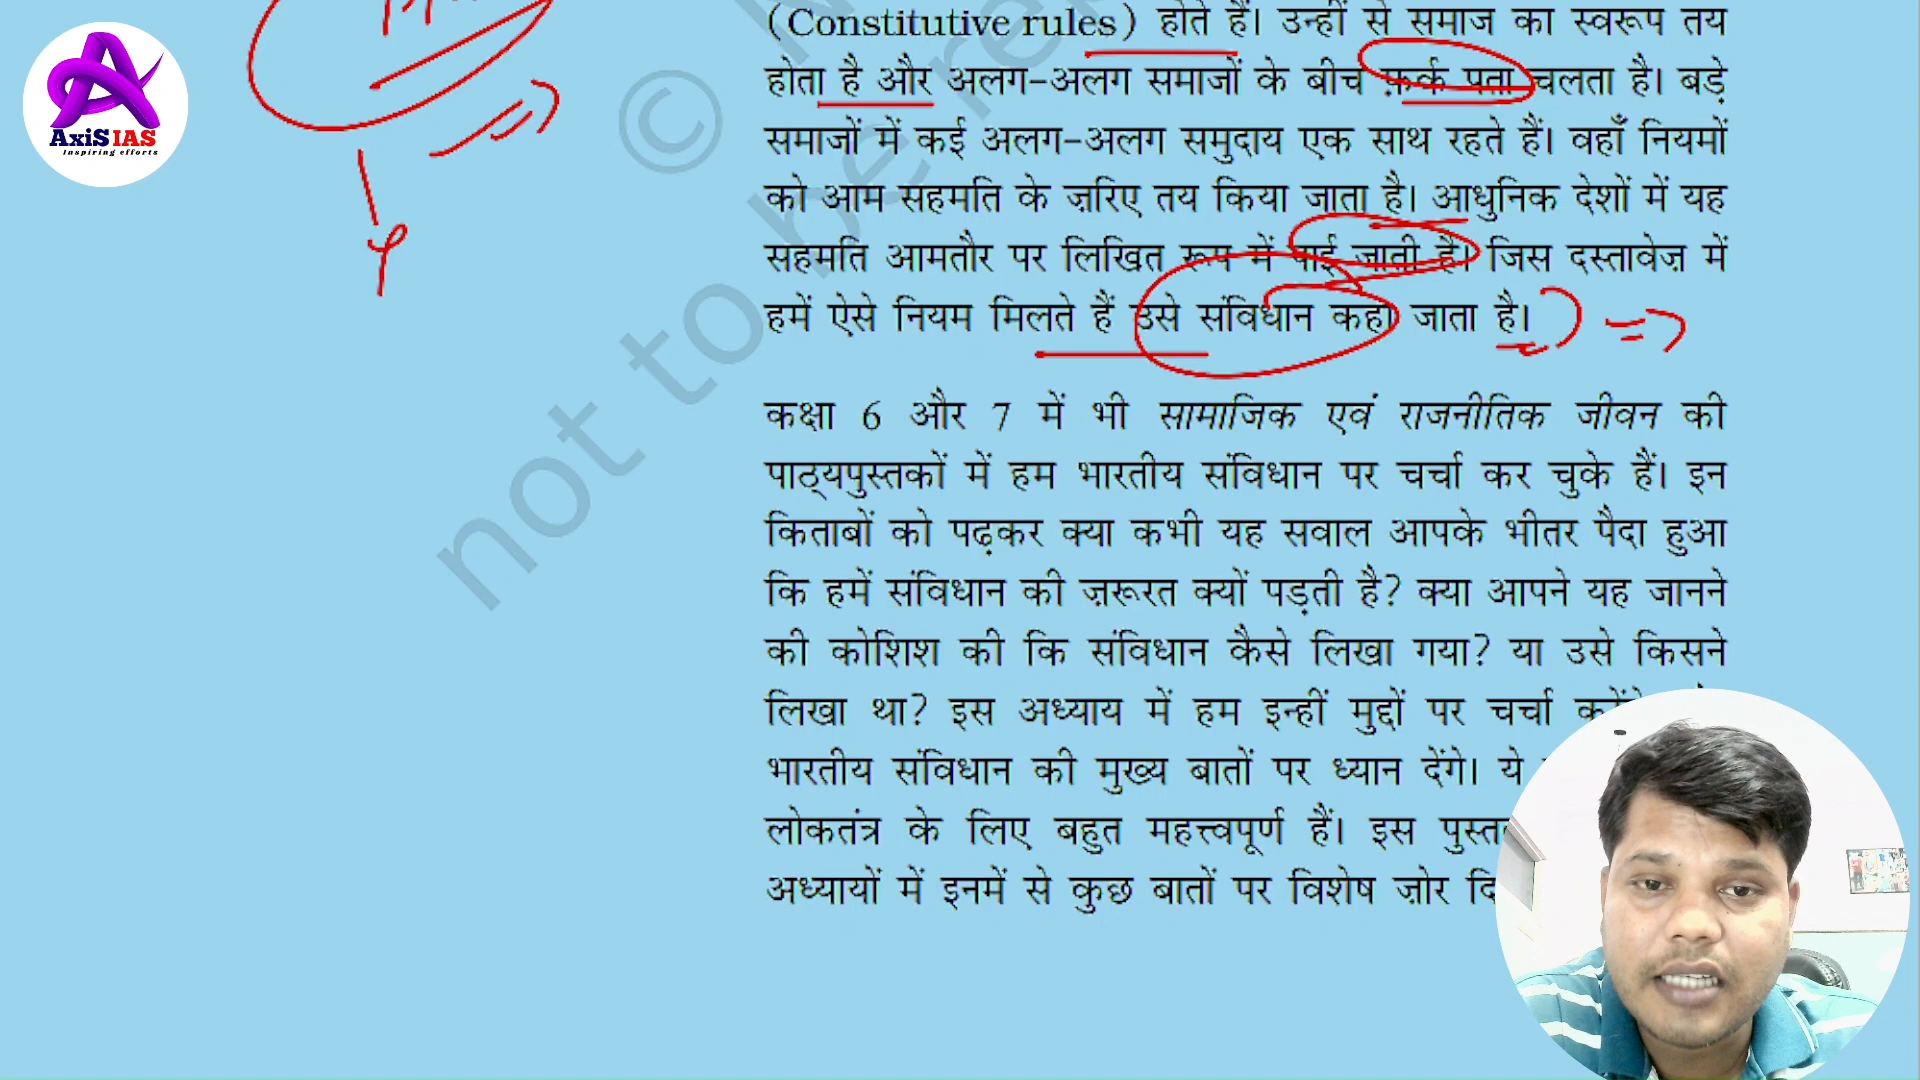 (Constitutive rules) होते हैं। उन्हीं से समाज का स्वरूप तय
होता है और अलग-अलग समाजों के बीच फ़र्क पता चलता है। बड़े
समाजों में कई अलग-अलग समुदाय एक साथ रहते हैं। वहाँ नियमों
को आम सहमति के ज़रिए तय किया जाता है। आधुनिक देशों में यह
सहमति आमतौर पर लिखित रूप में पाई जाती है। जिस दस्तावेज़ में
हमें ऐसे नियम मिलते हैं उसे संविधान कहा जाता है।
कक्षा 6 और 7 में भी सामाजिक एवं राजनीतिक जीवन की
पाठ्यपुस्तकों में हम भारतीय संविधान पर चर्चा कर चुके हैं। इन
किताबों को पढ़कर क्या कभी यह सवाल आपके भीतर पैदा हुआ
कि हमें संविधान की ज़रूरत क्यों पड़ती है? क्या आपने यह जानने
की कोशिश की कि संविधान कैसे लिखा गया? या उसे किसने
लिखा था? इस अध्याय में हम इन्हीं मुद्दों पर चर्चा
भारतीय संविधान की मुख्य बातों पर ध्यान देंगे। ये
लोकतंत्र के लिए बहुत महत्त्वपूर्ण हैं। इस
अध्यायों में इनमें से कुछ बातों पर विशेष ज़ोर
AxiS IAS
Inspiring efforts
©
not to be re